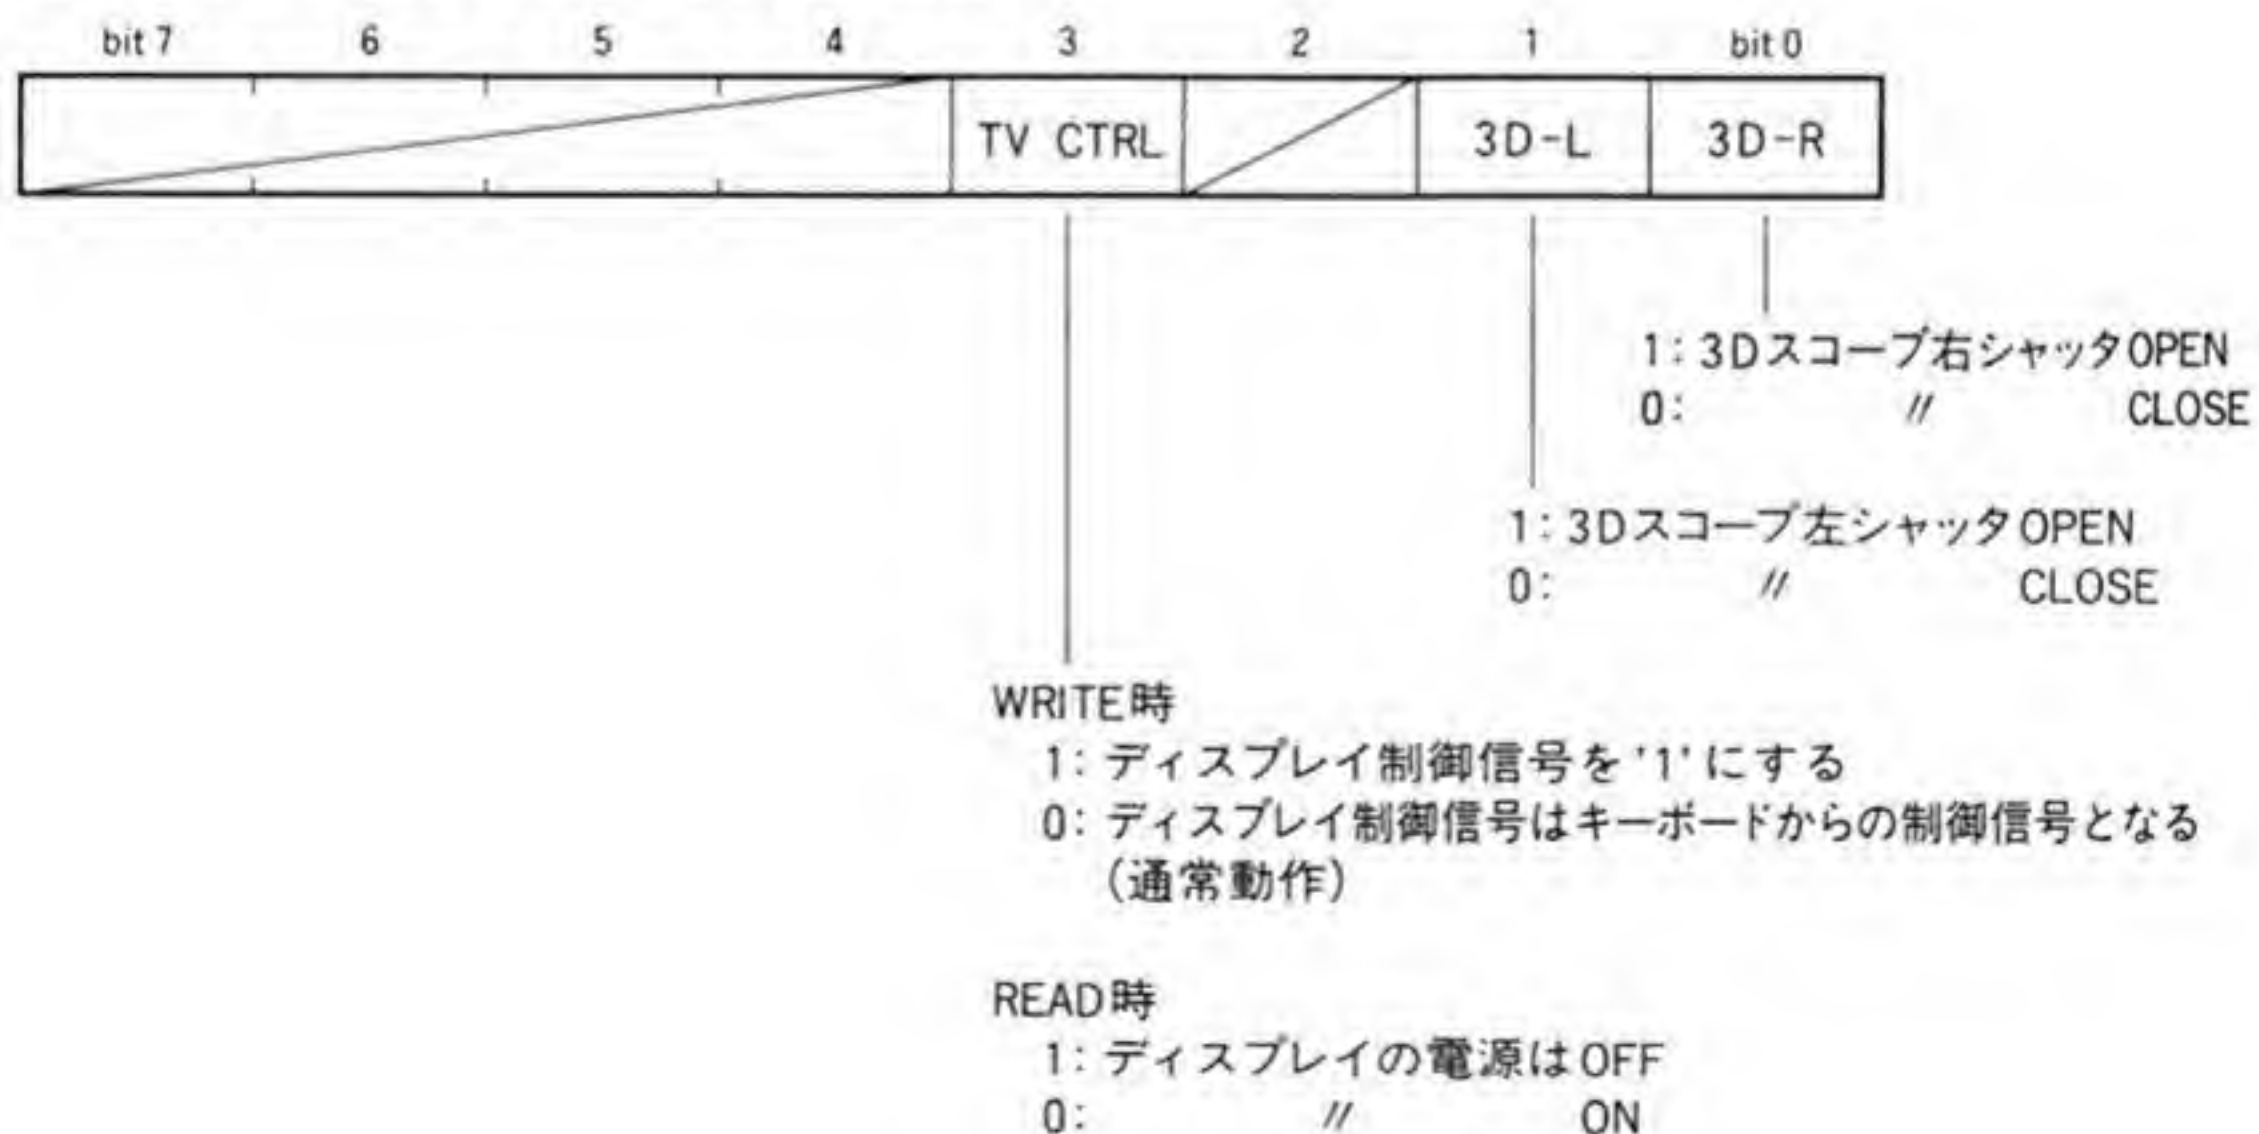 bit 7 6 5 4 3 2 1 bit 0
TV CTRL 3D-L 3D-R
1: 3Dスコープ右シャッタOPEN
0: 〃 CLOSE
1: 3Dスコープ左シャッタOPEN
0: 〃 CLOSE
WRITE時
1: ディスプレイ制御信号を'1'にする
0: ディスプレイ制御信号はキーボードからの制御信号となる
(通常動作)
READ時
1: ディスプレイの電源はOFF
0: 〃 ON